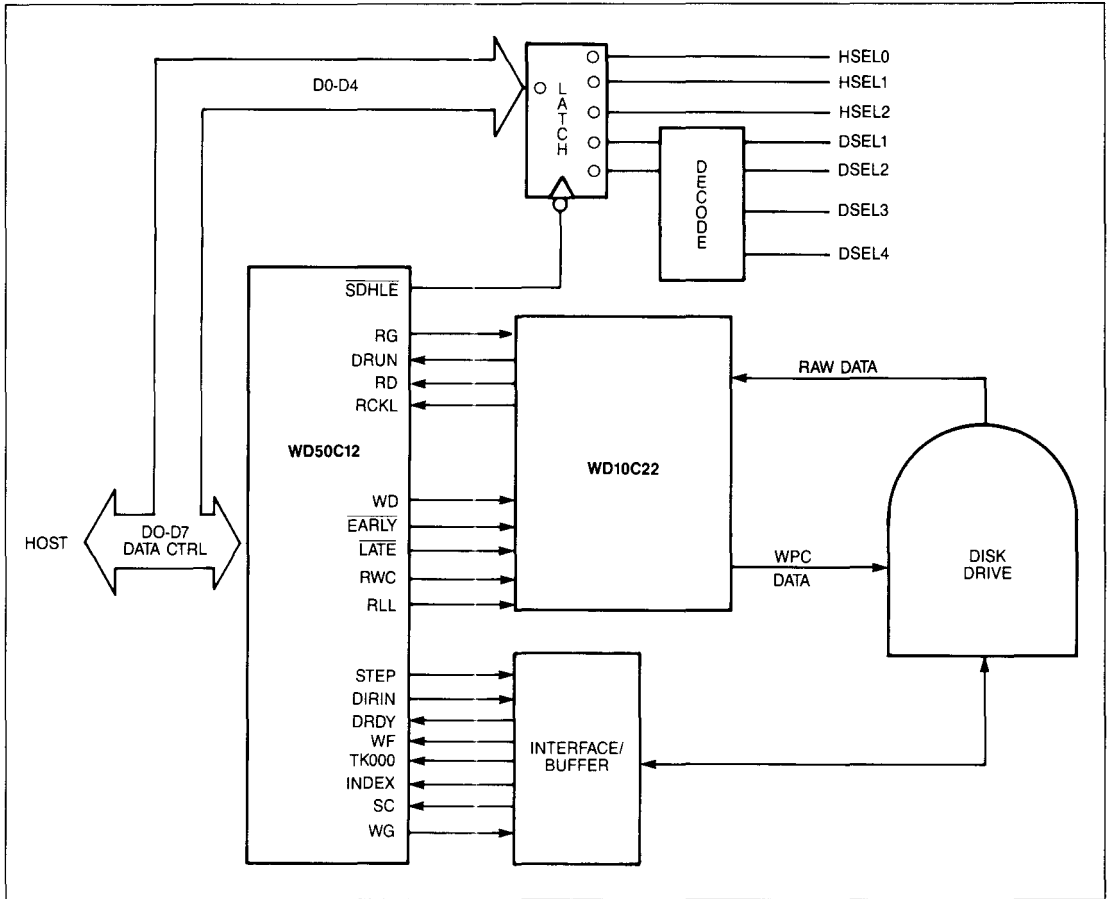 D0-D4
LATCH
HSEL0
HSEL1
HSEL2
DSEL1
DSEL2
DSEL3
DSEL4
DECODE
SDHLE
RG
DRUN
RD
RCKL
WD50C12
WD
EARLY
LATE
RWC
RLL
STEP
DIRIN
DRDY
WF
TK000
INDEX
SC
WG
HOST
DO-D7
DATA CTRL
WD10C22
RAW DATA
WPC
DATA
DISK
DRIVE
INTERFACE/
BUFFER